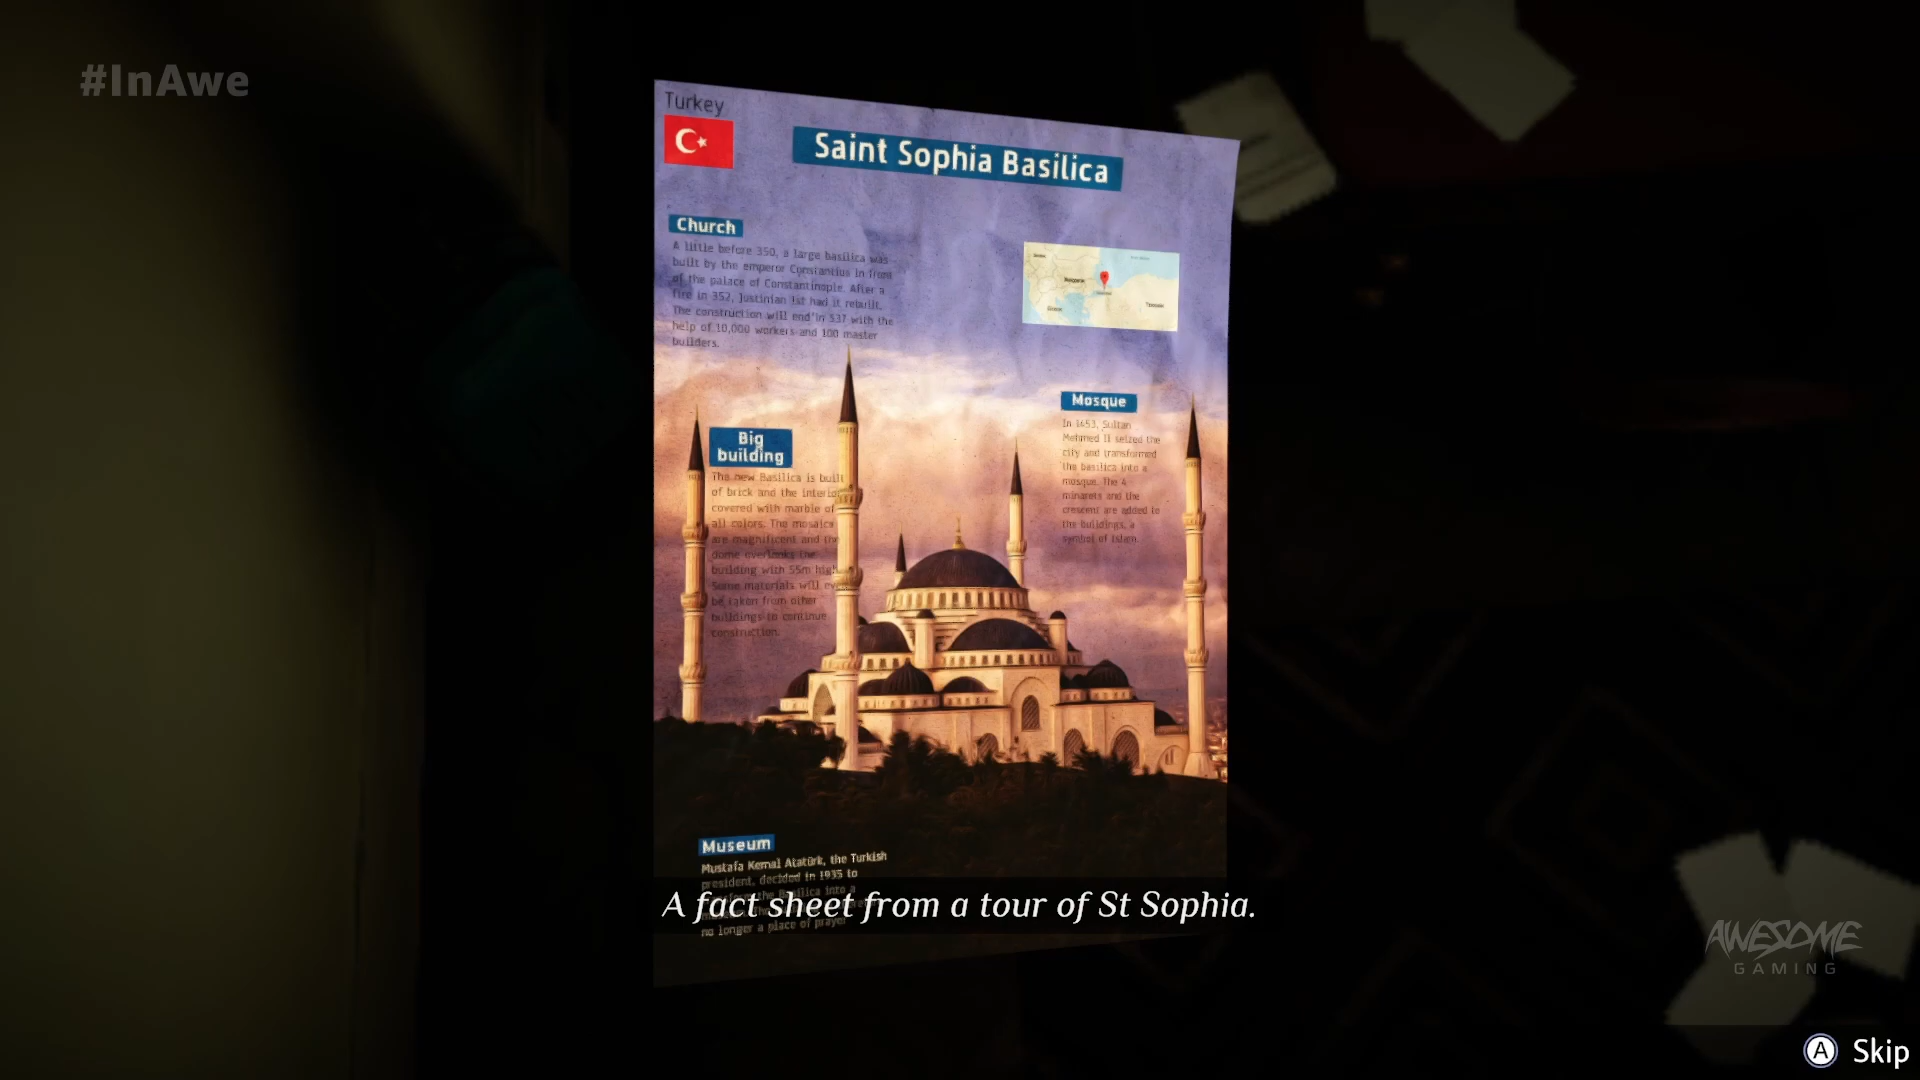 #InAwe
Turkey
Saint Sophia Basilica
Church
A little before 350, a large basilica was
built by the emperor Constantius in front
of the palace of Constantinople. After a
fire in 352, Justinian 1st had it rebuilt.
The construction will end in 537 with the
help of 10,000 workers and 100 master
builders.
Mosque
In 1453, Sultan
Mehmed II seized the
city and transformed
the basilica into a
mosque. The 4
minarets and the
crescent are added to
the buildings, a
symbol of Islam.
Big
building
The new Basilica is built
of brick and the interior
covered with marble of
all colors. The mosaics
are magnificent and the
dome overlooks the
building with 55m high.
Some materials will even
be taken from other
buildings to continue
construction.
Museum
Mustafa Kemal Atatürk, the Turkish
president, decided in 1935 to
the Basilica into a
no longer a place of prayer
A fact sheet from a tour of St Sophia.
AWESOME
GAMING
A Skip